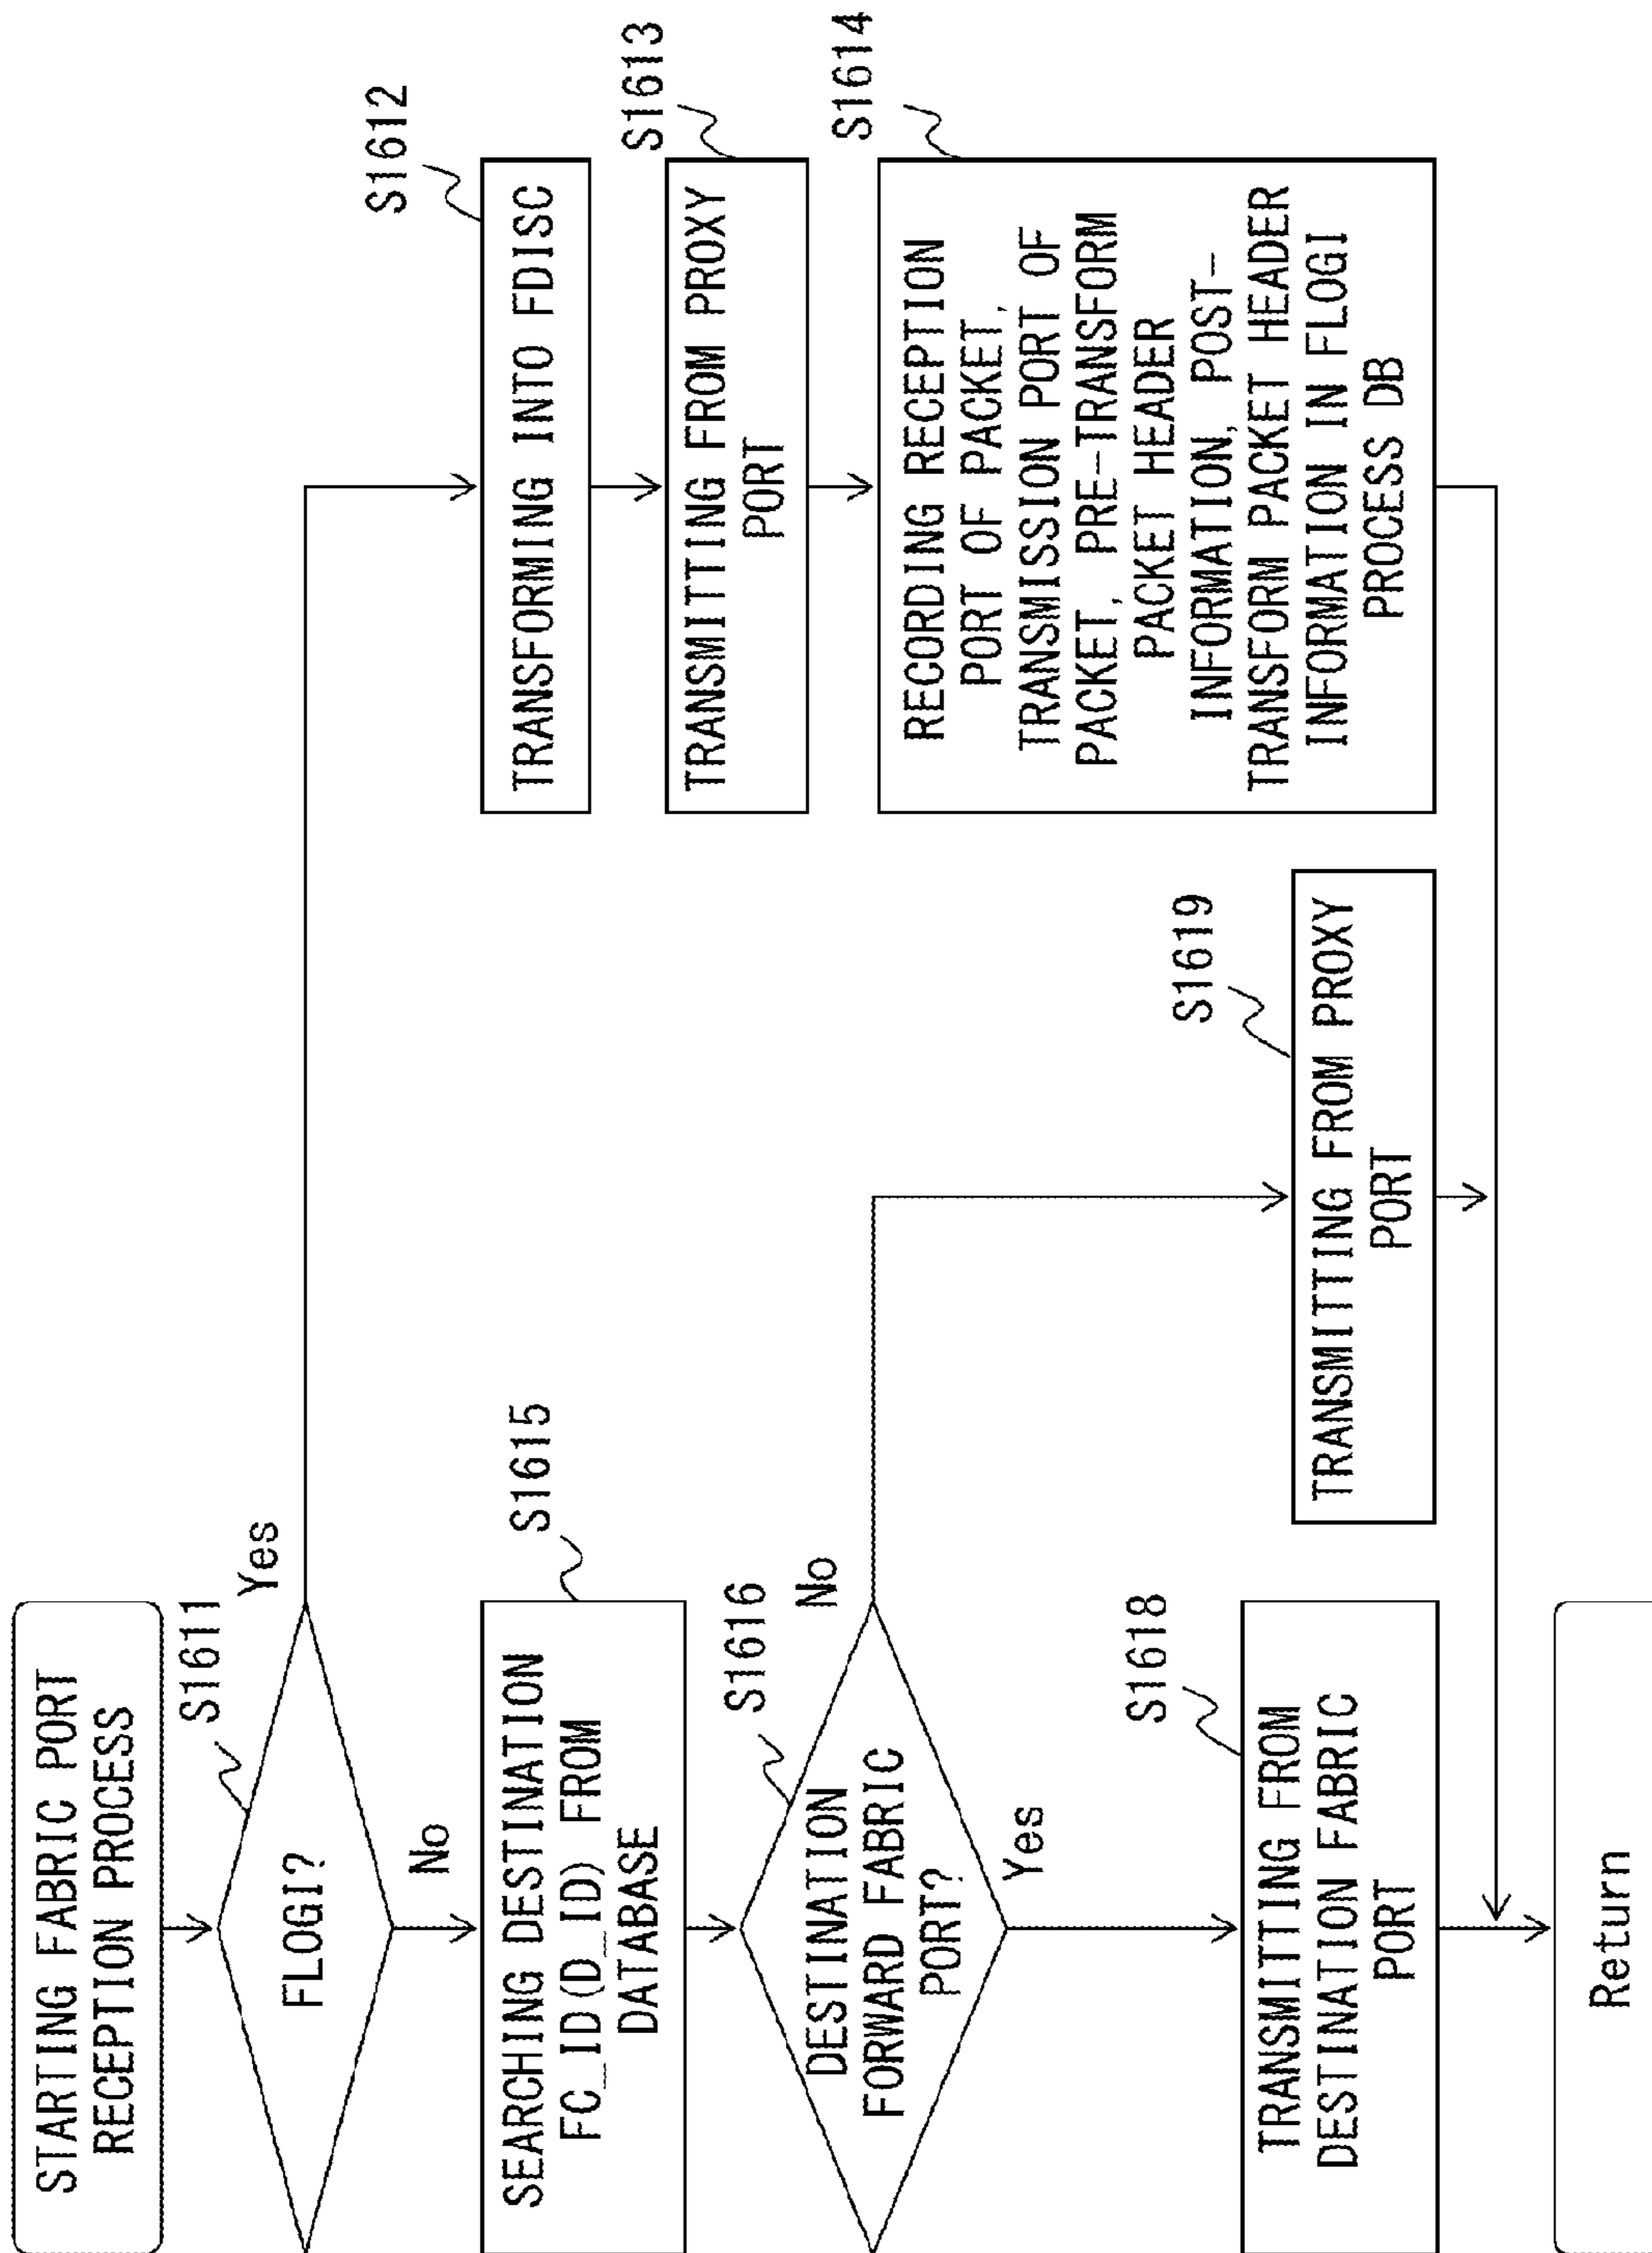 STARTING FABRIC PORT
RECEPTION PROCESS
S1611
FLOGI?
Yes
No
S1612
TRANSFORMING INTO FDISC
S1613
TRANSMITTING FROM PROXY
PORT
S1614
RECORDING RECEPTION
PORT OF PACKET,
TRANSMISSION PORT OF
PACKET, PRE-TRANSFORM
PACKET HEADER
INFORMATION, POST-
TRANSFORM PACKET HEADER
INFORMATION IN FLOGI
PROCESS DB
S1615
SEARCHING DESTINATION
FC_ID(D_ID) FROM
DATABASE
S1616
DESTINATION
FORWARD FABRIC
PORT?
No
Yes
S1619
TRANSMITTING FROM PROXY
PORT
S1618
TRANSMITTING FROM
DESTINATION FABRIC
PORT
Return